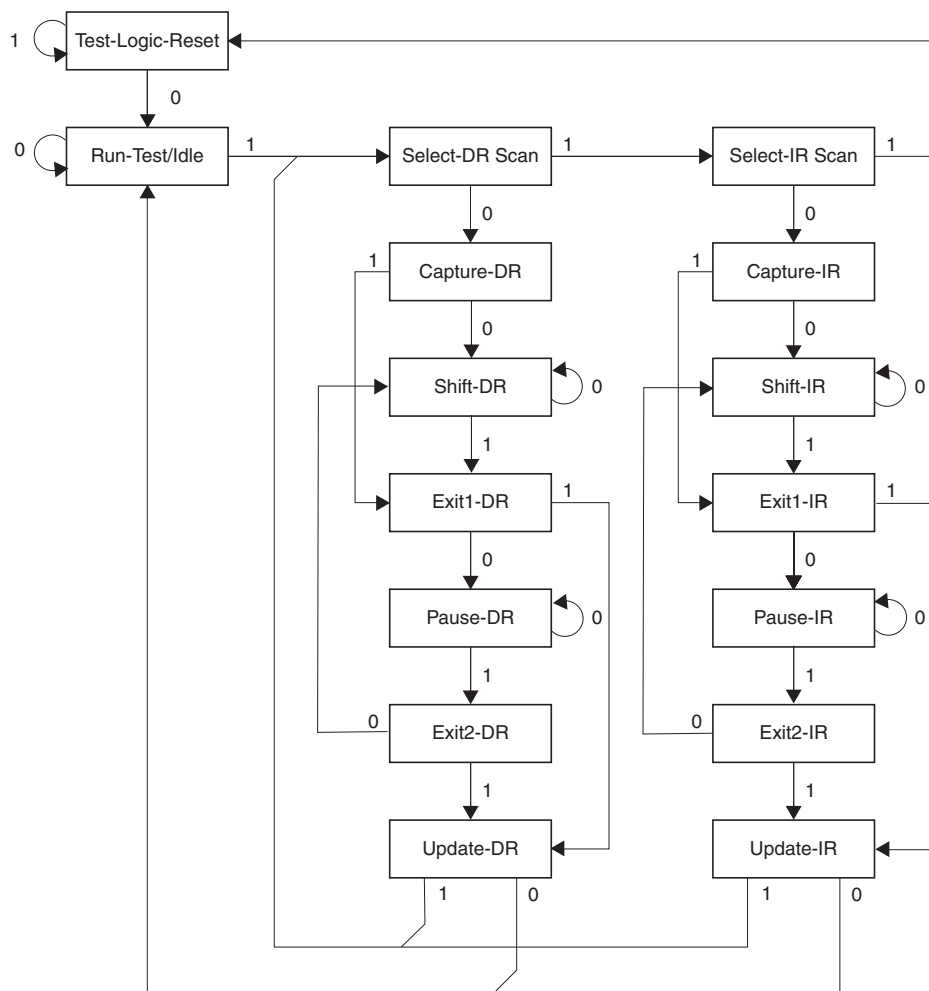 Test-Logic-Reset
1
0
0
Run-Test/Idle
1
Select-DR Scan
1
Select-IR Scan
1
0
0
1
Capture-DR
1
Capture-IR
0
0
Shift-DR
0
Shift-IR
0
1
1
Exit1-DR
1
Exit1-IR
1
0
0
Pause-DR
0
Pause-IR
0
1
1
0
Exit2-DR
0
Exit2-IR
1
1
Update-DR
Update-IR
1
0
1
0